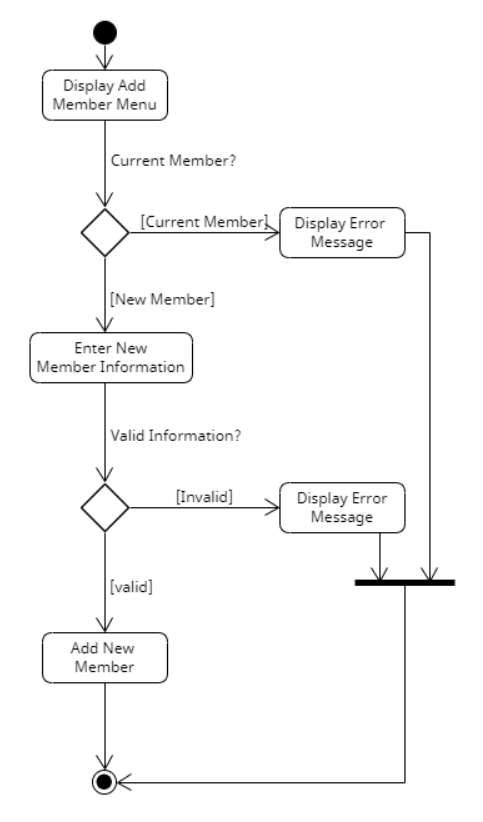 Display Add
Member Menu
Current Member?
[Current Member]
Display Error
Message
[New Member]
Enter New
Member Information
Valid Information?
[Invalid]
Display Error
Message
[valid]
Add New
Member